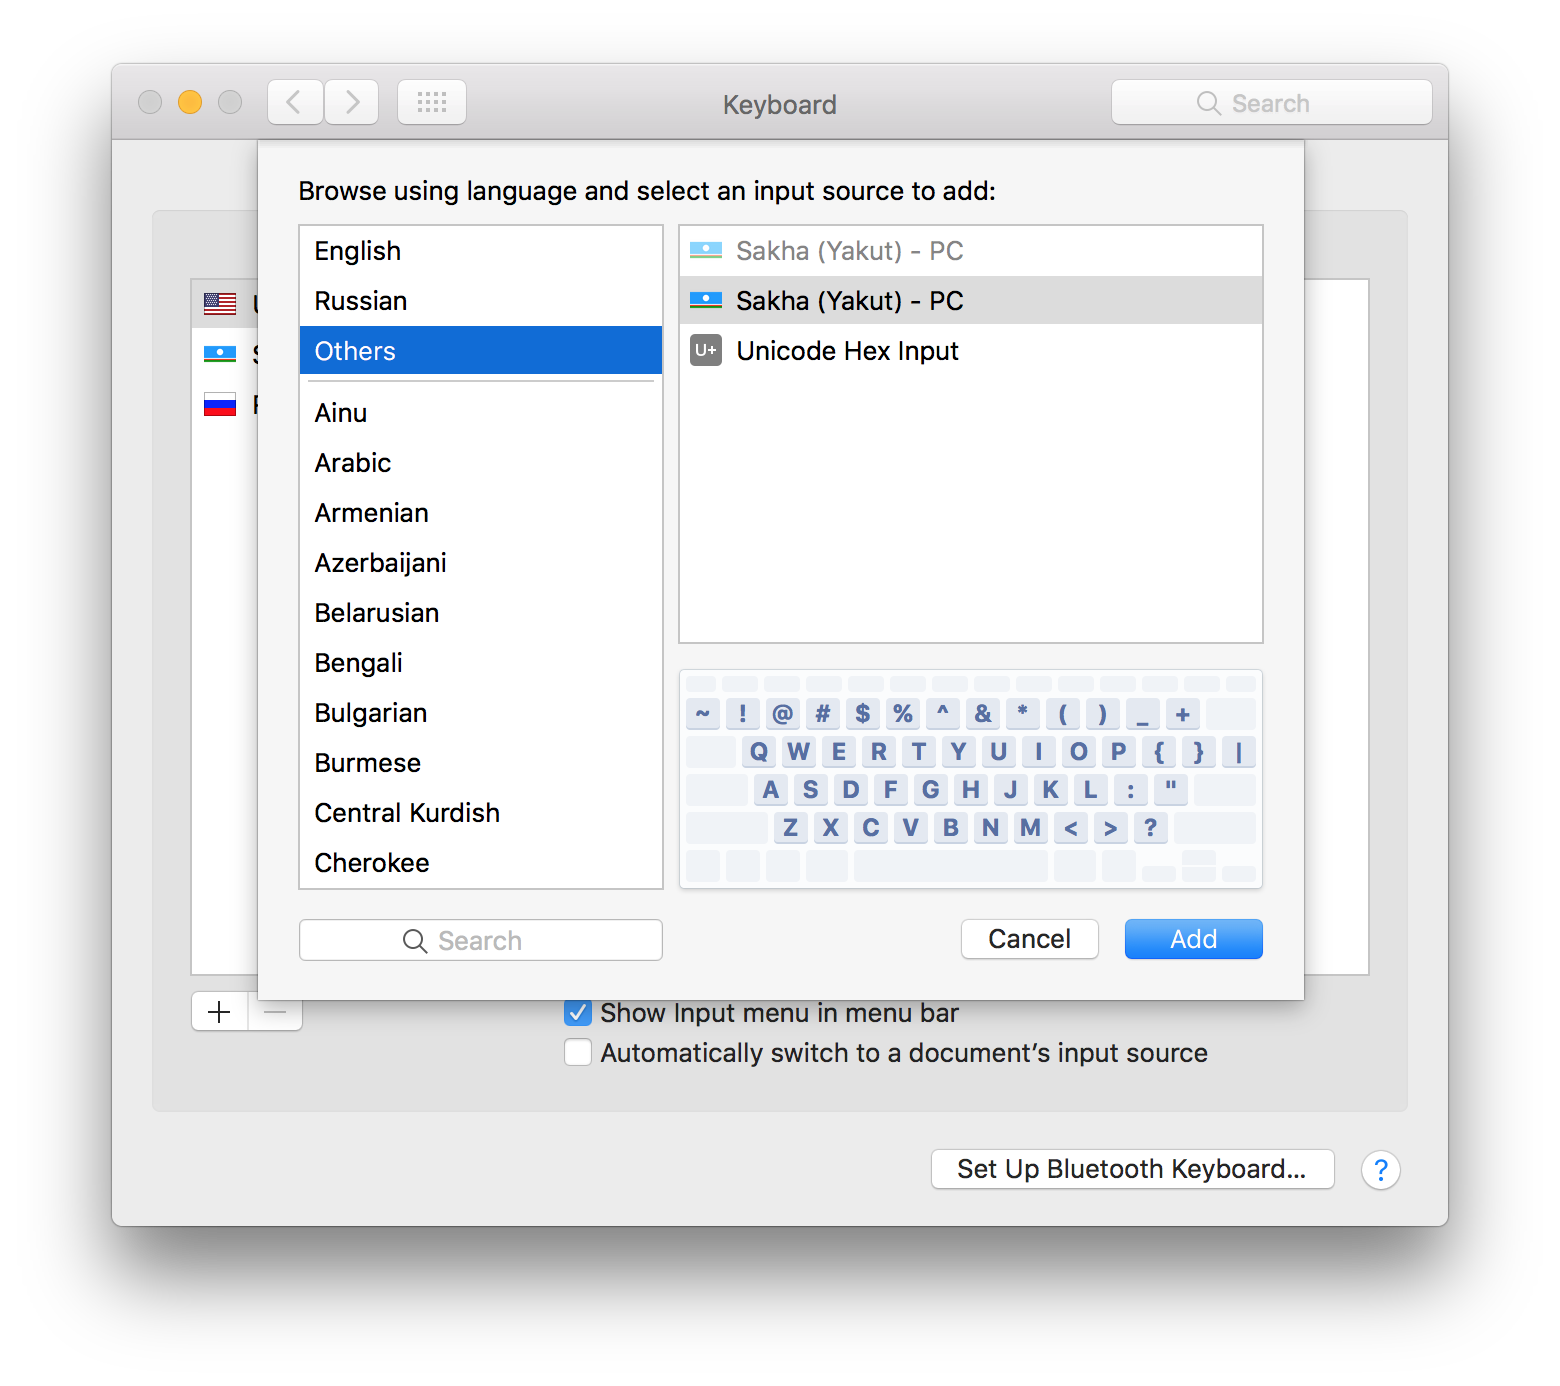 Keyboard
Search
Browse using language and select an input source to add:
English
Russian
Others
Ainu
Arabic
Armenian
Azerbaijani
Belarusian
Bengali
Bulgarian
Burmese
Central Kurdish
Cherokee
Search
Sakha (Yakut) - PC
Sakha (Yakut) - PC
U+ Unicode Hex Input
~ ! @ # $ % ^ & * ( ) _ +
Q W E R T Y U I O P { } |
A S D F G H J K L : "
Z X C V B N M < > ?
Cancel
Add
Show Input menu in menu bar
Automatically switch to a document’s input source
Set Up Bluetooth Keyboard...
?